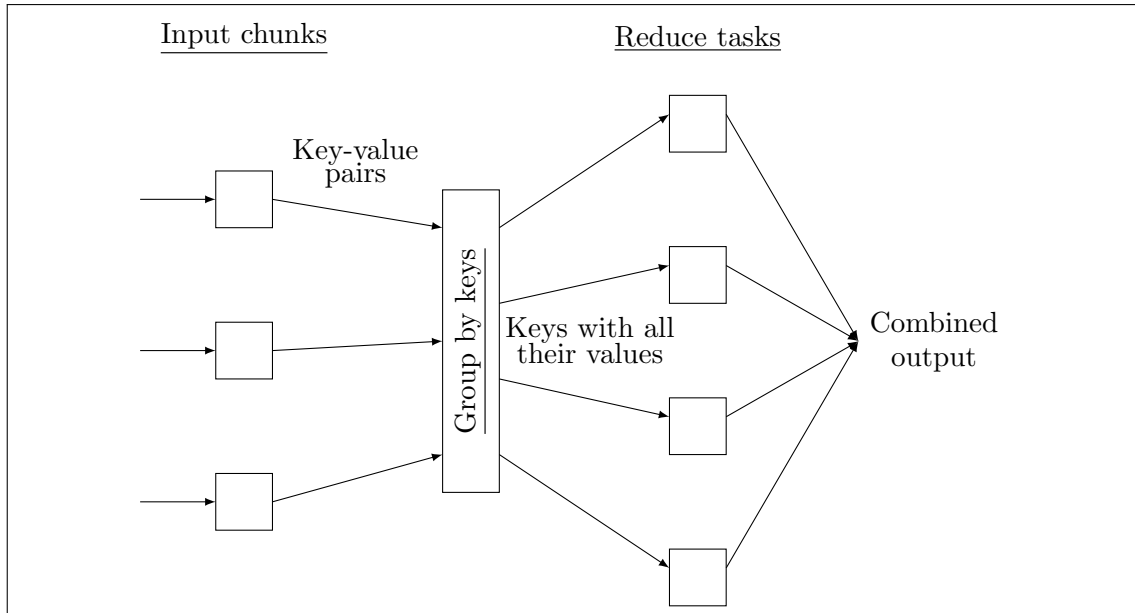 Input chunks
Reduce tasks
Key-value
pairs
Group by keys
Keys with all
their values
Combined
output